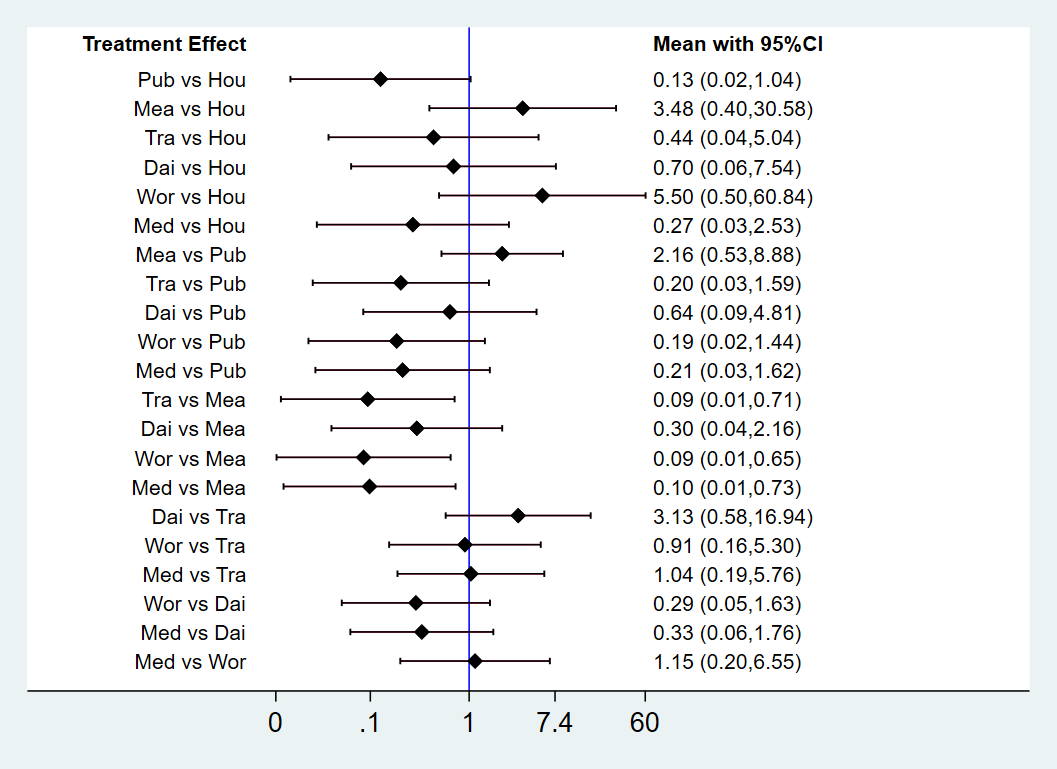 Treatment Effect Mean with 95%CI
Pub vs Hou 0.13 (0.02,1.04)
Mea vs Hou 3.48 (0.40,30.58)
Tra vs Hou 0.44 (0.04,5.04)
Dai vs Hou 0.70 (0.06,7.54)
Wor vs Hou 5.50 (0.50,60.84)
Med vs Hou 0.27 (0.03,2.53)
Mea vs Pub 2.16 (0.53,8.88)
Tra vs Pub 0.20 (0.03,1.59)
Dai vs Pub 0.64 (0.09,4.81)
Wor vs Pub 0.19 (0.02,1.44)
Med vs Pub 0.21 (0.03,1.62)
Tra vs Mea 0.09 (0.01,0.71)
Dai vs Mea 0.30 (0.04,2.16)
Wor vs Mea 0.09 (0.01,0.65)
Med vs Mea 0.10 (0.01,0.73)
Dai vs Tra 3.13 (0.58,16.94)
Wor vs Tra 0.91 (0.16,5.30)
Med vs Tra 1.04 (0.19,5.76)
Wor vs Dai 0.29 (0.05,1.63)
Med vs Dai 0.33 (0.06,1.76)
Med vs Wor 1.15 (0.20,6.55)
0 .1 1 7.4 60